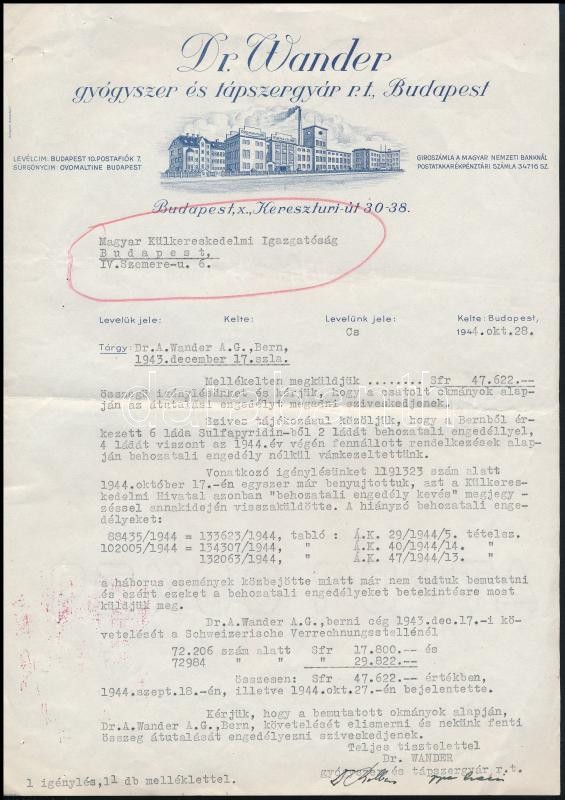 Dr. Wander
gyógyszer és tápszergyár r.t., Budapest
LEVÉLCIM: BUDAPEST 10. POSTAFIÓK 7.
SÜRGÖNYCIM: OVOMALTINE BUDAPEST
GIROSZÁMLA A MAGYAR NEMZETI BANKNÁL
POSTATAKARÉKPÉNZTÁRI SZÁMLA 34716 SZ.
Budapest, X., Kereszturi-út 30-38.
Magyar Külkereskedelmi Igazgatóság
Budapest,
IV.Szemere-u. 6.
Levelük jele: Kelte: Levelünk jele: Kelte: Budapest,
Cs 1944.okt.28.
Tárgy: Dr.A.Wander A.G.,Bern,
1943.december 17.szla.
Mellékelten megküldjük ........ Sfr 47.622.--
összegü igénylésünket és kérjük, hogy a csatolt okmányok alap-
ján az átutalási engedélyt megadni sziveskedjenek.
Szives tájékozásul közöljük, hogy a Bernből ér-
kezett 6 láda Sulfapyridin-ből 2 ládát behozatali engedéllyel,
4 ládát viszont az 1944.év végén fennállott rendelkezések alap-
ján behozatali engedély nélkül vámkezeltettünk.
Vonatkozó igénylésünket 1191323 szám alatt
1944.október 17.-én egyszer már benyujtottuk, azt a Külkeres-
kedelmi Hivatal azonban "behozatali engedély kevés" megjegy -
zéssel annakidején visszaküldötte. A hiányzó behozatali enge-
délyeket:
88435/1944 = 133623/1944, tabló : Á.K. 29/1944/5. tételsz.
102005/1944 = 134307/1944, " Á.K. 40/1944/14. "
132063/1944, " Á.K. 47/1944/13. "
a háborus események közbejötte miatt már nem tudtuk bemutatni
és ezért ezeket a behozatali engedélyeket betekintésre most
küldjük meg.
Dr.A.Wander A.G., berni cég 1943.dec.17.-i kö-
vetelését a Schweizerische Verrechnungsstellénél
72.206 szám alatt Sfr 17.800.-- és
72984 " " " 29.822.--
összesen: Sfr 47.622.-- értékben,
1944.szept.18.-én, illetve 1944.okt.27-én bejelentette.
Kérjük, hogy a bemutatott okmányok alapján,
Dr.A.Wander A.G.,Bern, követelését elismerni és nekünk fenti
összeg átutalását engedélyezni sziveskedjenek.
Teljes tisztelettel
Dr. WANDER
gyógyszer és tápszergyár r.t.
1 igénylés,11 db melléklettel.